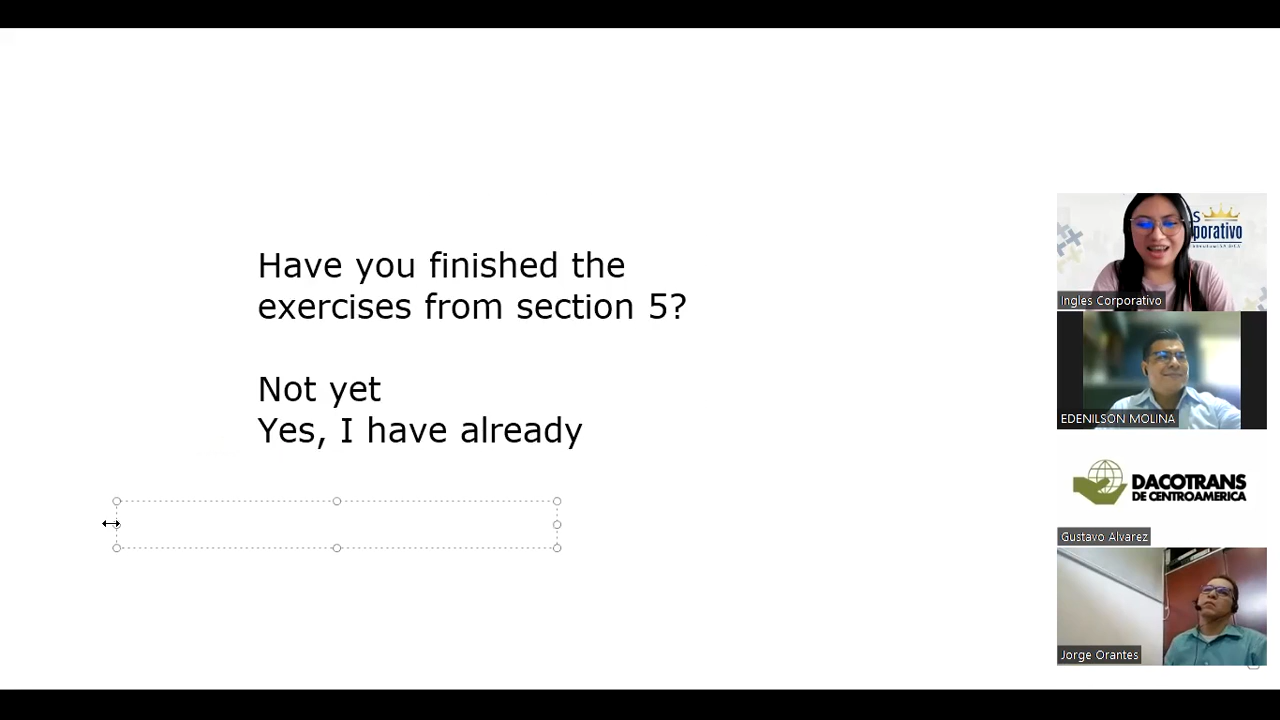 Have you finished the
exercises from section 5?
Not yet
Yes, I have already
Ingles Corporativo
EDENILSON MOLINA
DACOTRANS
DE CENTROAMERICA
Gustavo Alvarez
Jorge Orantes